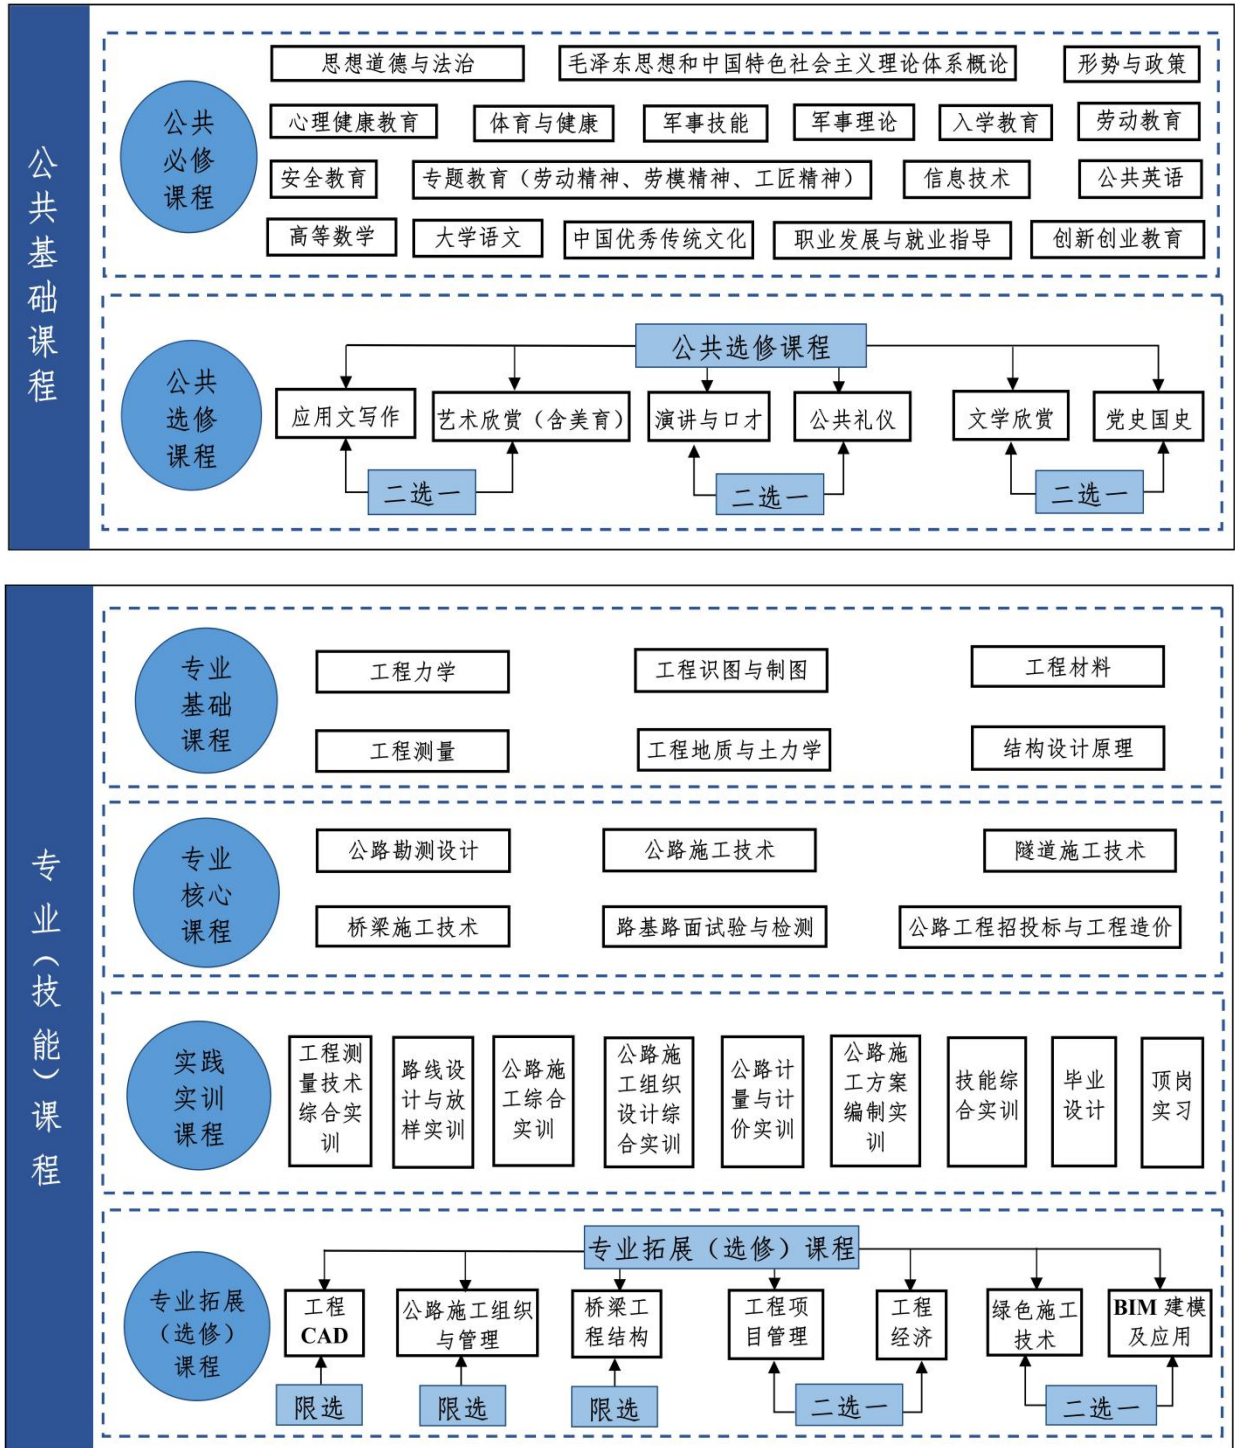 公共基础课程
公共
必修
课程
思想道德与法治
毛泽东思想和中国特色社会主义理论体系概论
形势与政策
心理健康教育
体育与健康
军事技能
军事理论
入学教育
劳动教育
安全教育
专题教育（劳动精神、劳模精神、工匠精神）
信息技术
公共英语
高等数学
大学语文
中国优秀传统文化
职业发展与就业指导
创新创业教育
公共
选修
课程
公共选修课程
应用文写作
艺术欣赏（含美育）
演讲与口才
公共礼仪
文学欣赏
党史国史
二选一
二选一
二选一
专业（技能）课程
专业
基础
课程
工程力学
工程识图与制图
工程材料
工程测量
工程地质与土力学
结构设计原理
专业
核心
课程
公路勘测设计
公路施工技术
隧道施工技术
桥梁施工技术
路基路面试验与检测
公路工程招投标与工程造价
实践
实训
课程
工程测
量技术
综合实
训
路线设
计与放
样实训
公路施
工综合
实训
公路施
工组织
设计综
合实训
公路计
量与计
价实训
公路施
工方案
编制实
训
技能综
合实训
毕业
设计
顶岗
实习
专业拓展
（选修）
课程
专业拓展（选修）课程
工程
CAD
公路施工组织
与管理
桥梁工
程结构
工程项
目管理
工程
经济
绿色施工
技术
BIM 建模
及应用
限选
限选
限选
二选一
二选一